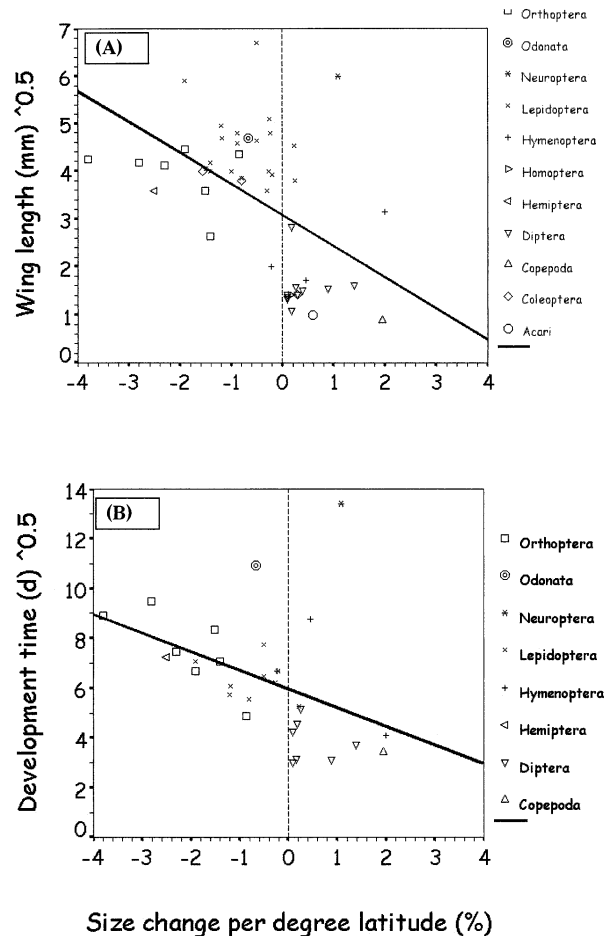 (A)
Wing length (mm) ^0.5
7
6
5
4
3
2
1
0
-4 -3 -2 -1 0 1 2 3 4
Orthoptera
Odonata
Neuroptera
Lepidoptera
Hymenoptera
Homoptera
Hemiptera
Diptera
Copepoda
Coleoptera
Acari
(B)
Development time (d) ^0.5
14
12
10
8
6
4
2
0
-4 -3 -2 -1 0 1 2 3 4
Orthoptera
Odonata
Neuroptera
Lepidoptera
Hymenoptera
Hemiptera
Diptera
Copepoda
Size change per degree latitude (%)